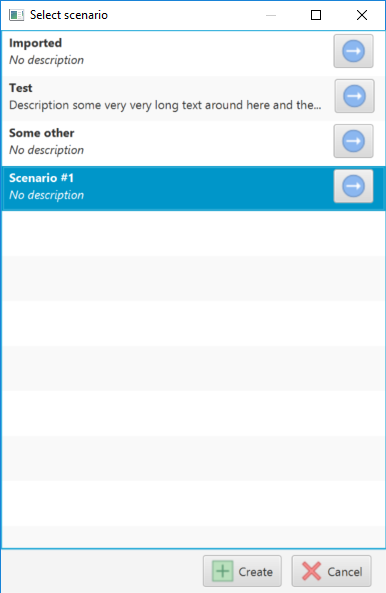 Select scenario
Imported
No description
Test
Description some very very long text around here and the...
Some other
No description
Scenario #1
No description
Create
Cancel